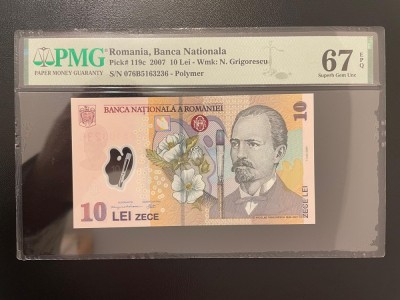 PMG
PAPER MONEY GUARANTY
Romania, Banca Nationala
Pick# 119c 2007 10 Lei - Wmk: N. Grigorescu
S/N 076B5163236 - Polymer
67 EPQ
Superb Gem Unc
BANCA NAŢIONALĂ A ROMÂNIEI
10
10 LEI ZECE
ZECE LEI